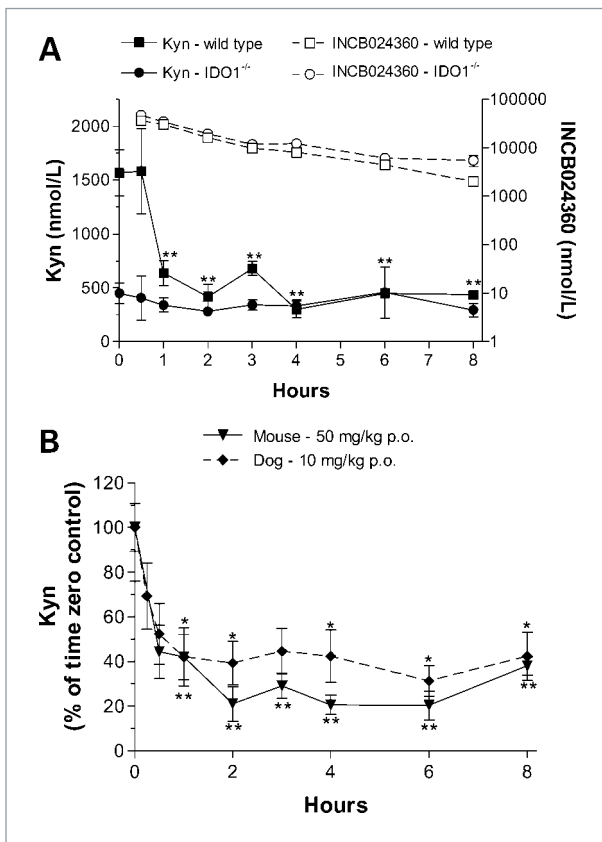 A
Kyn - wild type
INCB024360 - wild type
Kyn - IDO1-/-
INCB024360 - IDO1-/-
Kyn (nmol/L)
2000
1500
1000
500
0
** ** ** ** ** **
100000
10000
1000
100
10
1
INCB024360 (nmol/L)
0 1 2 3 4 5 6 7 8
Hours
B
Mouse - 50 mg/kg p.o.
Dog - 10 mg/kg p.o.
Kyn
(% of time zero control)
120
100
80
60
40
20
0
* * * * *
** ** ** ** ** **
0 2 4 6 8
Hours